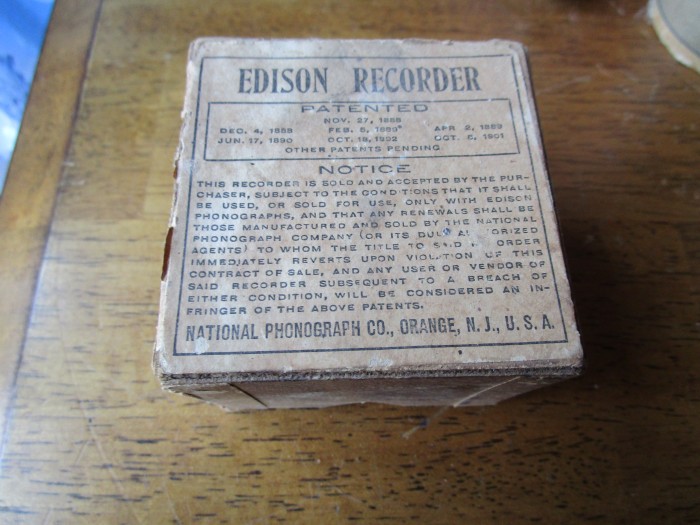 EDISON RECORDER
PATENTED
NOV. 27, 1888
DEC. 4, 1888 FEB. 5, 1889 APR 2, 1889
JUN. 17, 1890 OCT. 18, 1892 OCT. 8, 1901
OTHER PATENTS PENDING
NOTICE
THIS RECORDER IS SOLD AND ACCEPTED BY THE PUR-
CHASER, SUBJECT TO THE CONDITIONS THAT IT SHALL
BE USED, OR SOLD FOR USE, ONLY WITH EDISON
PHONOGRAPHS, AND THAT ANY RENEWALS SHALL BE
THOSE MANUFACTURED AND SOLD BY THE NATIONAL
PHONOGRAPH COMPANY (OR ITS
AGENTS) TO WHOM THE TITLE TO
IMMEDIATELY REVERTS UPON VIOLATION OF THIS
CONTRACT OF SALE, AND ANY USER OR VENDOR OF
SAID RECORDER SUBSEQUENT TO A BREACH OF
EITHER CONDITION, WILL BE CONSIDERED AN IN-
FRINGER OF THE ABOVE PATENTS.
NATIONAL PHONOGRAPH CO., ORANGE, N. J., U. S. A.